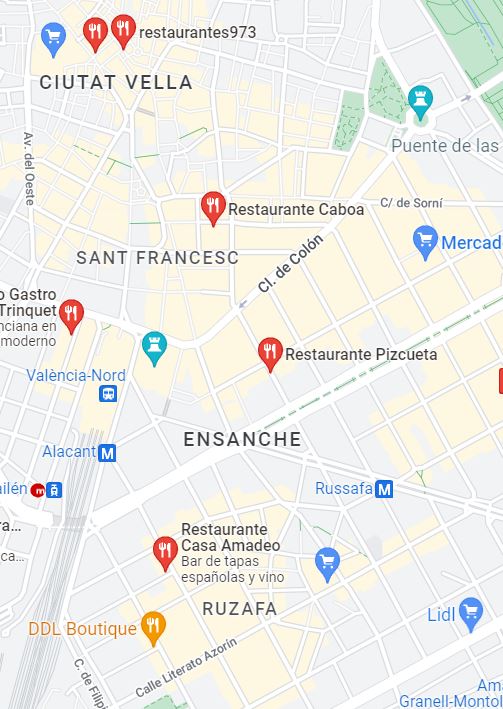 restaurantes973
CIUTAT VELLA
Av. del Oeste
Puente de las
Restaurante Caboa
C/ de Sorní
Mercad
SANT FRANCESC
Cl. de Colón
o Gastro
Trinquet
nciana en
moderno
Restaurante Pizcueta
València-Nord
ENSANCHE
Alacant M
ailén
Russafa M
ra...
ca...
Restaurante
Casa Amadeo
Bar de tapas
españolas y vino
RUZAFA
Lidl
DDL Boutique
Calle Literato Azorín
C. de Filip
Am
Granell-Montol